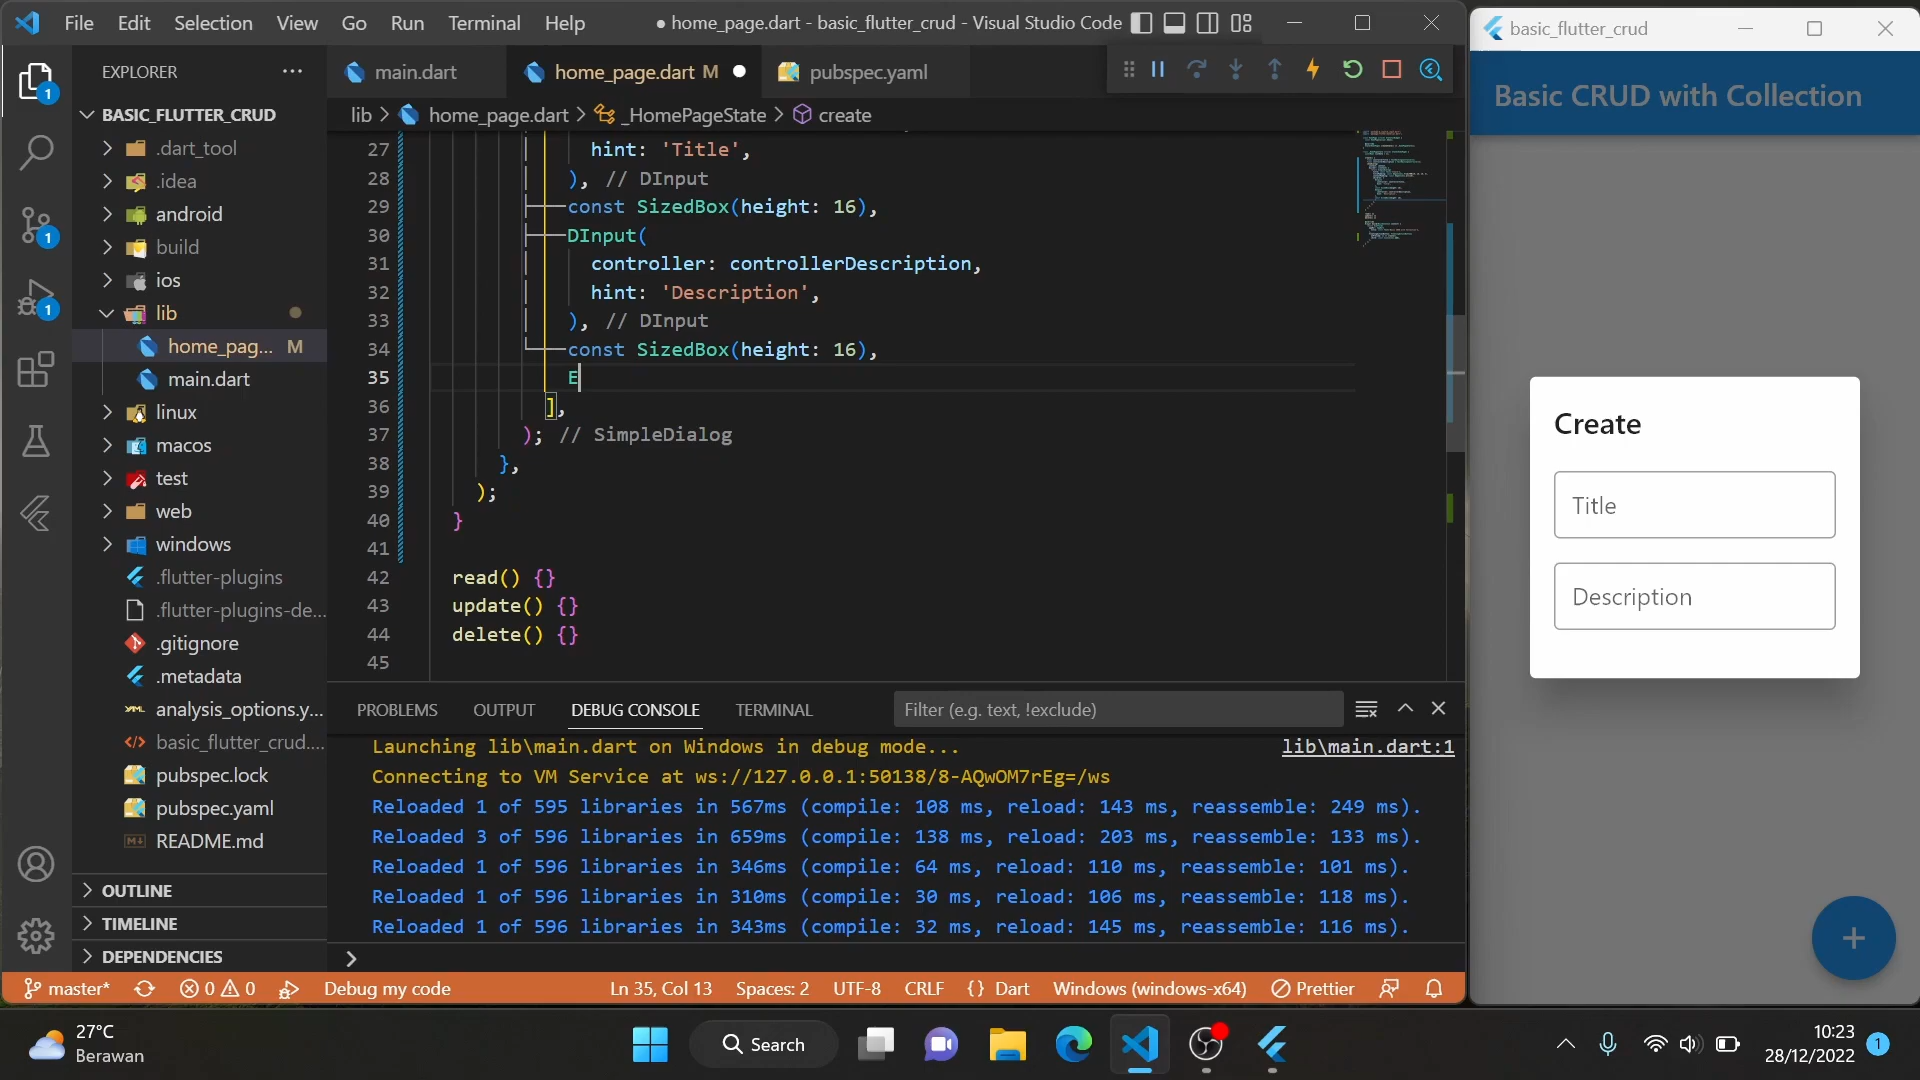 File Edit Selection View Go Run Terminal Help
● home_page.dart - basic_flutter_crud - Visual Studio Code
basic_flutter_crud
EXPLORER ···
main.dart
home_page.dart M
pubspec.yaml
Basic CRUD with Collection
BASIC_FLUTTER_CRUD
lib > home_page.dart > _HomePageState > create
.dart_tool
.idea
android
build
ios
lib
home_pag... M
main.dart
linux
macos
test
web
windows
.flutter-plugins
.flutter-plugins-de...
.gitignore
.metadata
analysis_options.y...
basic_flutter_crud....
pubspec.lock
pubspec.yaml
README.md
OUTLINE
TIMELINE
DEPENDENCIES
1
1
1
27 hint: 'Title',
28 ), // DInput
29 const SizedBox(height: 16),
30 DInput(
31 controller: controllerDescription,
32 hint: 'Description',
33 ), // DInput
34 const SizedBox(height: 16),
35 E
36 ],
37 ); // SimpleDialog
38 },
39 );
40 }
41
42 read() {}
43 update() {}
44 delete() {}
45
Create
Title
Description
+
PROBLEMS OUTPUT DEBUG CONSOLE TERMINAL
Filter (e.g. text, !exclude)
Launching lib\main.dart on Windows in debug mode... lib\main.dart:1
Connecting to VM Service at ws://127.0.0.1:50138/8-AQwOM7rEg=/ws
Reloaded 1 of 595 libraries in 567ms (compile: 108 ms, reload: 143 ms, reassemble: 249 ms).
Reloaded 3 of 596 libraries in 659ms (compile: 138 ms, reload: 203 ms, reassemble: 133 ms).
Reloaded 1 of 596 libraries in 346ms (compile: 64 ms, reload: 110 ms, reassemble: 101 ms).
Reloaded 1 of 596 libraries in 310ms (compile: 30 ms, reload: 106 ms, reassemble: 118 ms).
Reloaded 1 of 596 libraries in 343ms (compile: 32 ms, reload: 145 ms, reassemble: 116 ms).
master* 0 0 Debug my code Ln 35, Col 13 Spaces: 2 UTF-8 CRLF {} Dart Windows (windows-x64) Prettier
27°C
Berawan
Search
10:23
28/12/2022
1